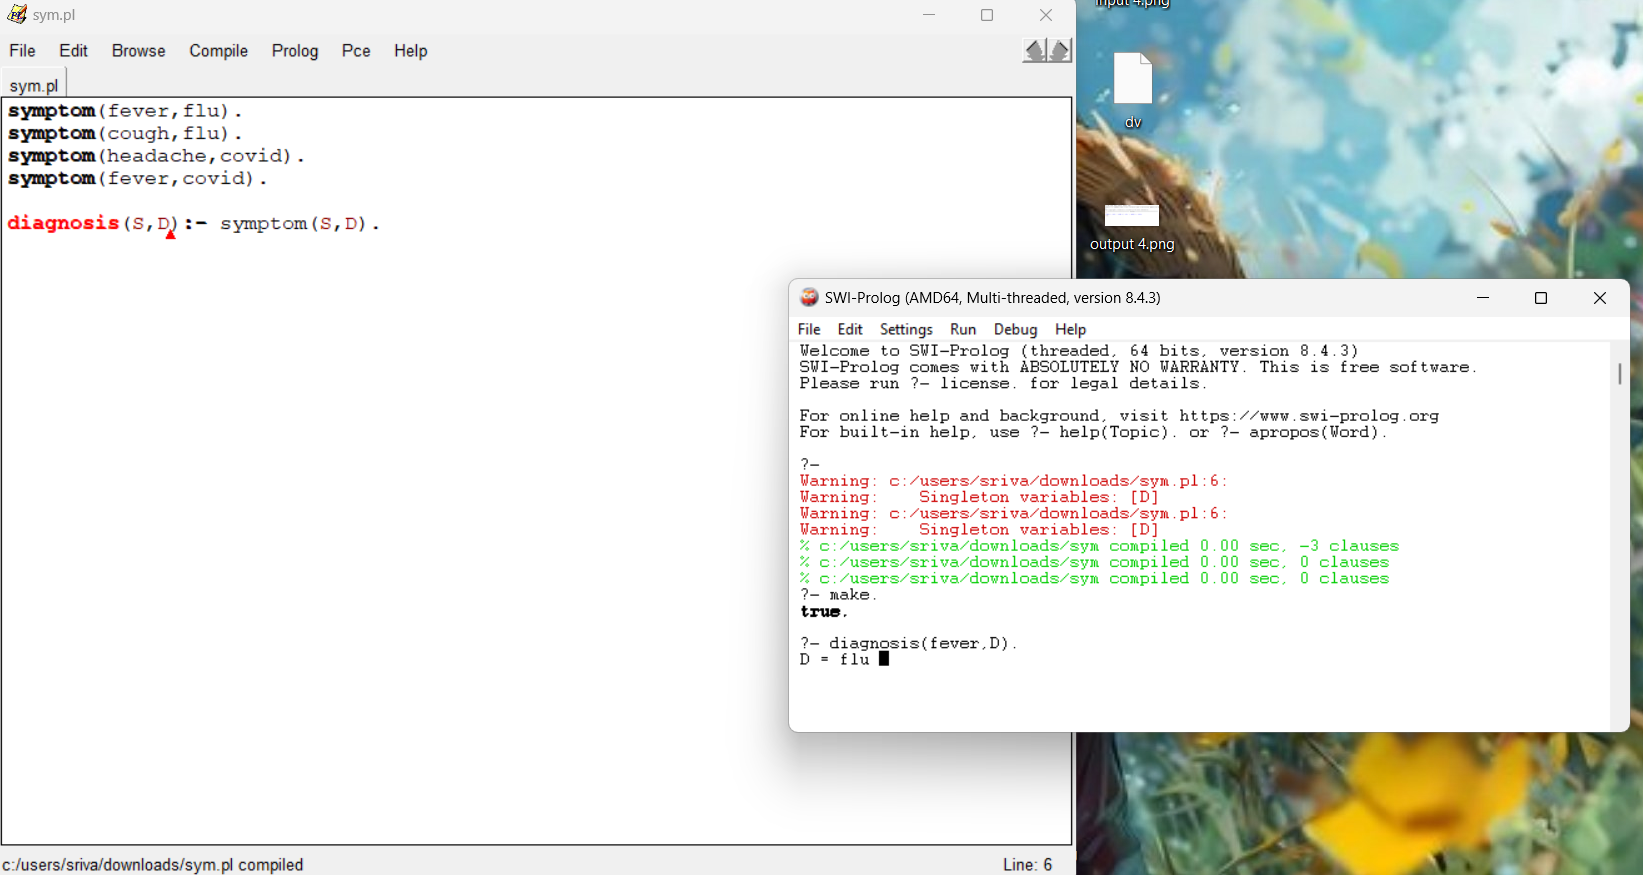 sym.pl
File Edit Browse Compile Prolog Pce Help
sym.pl
symptom(fever,flu).
symptom(cough,flu).
symptom(headache,covid).
symptom(fever,covid).
diagnosis(S,D):- symptom(S,D).
c:/users/sriva/downloads/sym.pl compiled
Line: 6
input 4.png
dv
output 4.png
SWI-Prolog (AMD64, Multi-threaded, version 8.4.3)
File Edit Settings Run Debug Help
Welcome to SWI-Prolog (threaded, 64 bits, version 8.4.3)
SWI-Prolog comes with ABSOLUTELY NO WARRANTY. This is free software.
Please run ?- license. for legal details.
For online help and background, visit https://www.swi-prolog.org
For built-in help, use ?- help(Topic). or ?- apropos(Word).
?-
Warning: c:/users/sriva/downloads/sym.pl:6:
Warning:    Singleton variables: [D]
Warning: c:/users/sriva/downloads/sym.pl:6:
Warning:    Singleton variables: [D]
% c:/users/sriva/downloads/sym compiled 0.00 sec, -3 clauses
% c:/users/sriva/downloads/sym compiled 0.00 sec, 0 clauses
% c:/users/sriva/downloads/sym compiled 0.00 sec, 0 clauses
?- make.
true.
?- diagnosis(fever,D).
D = flu